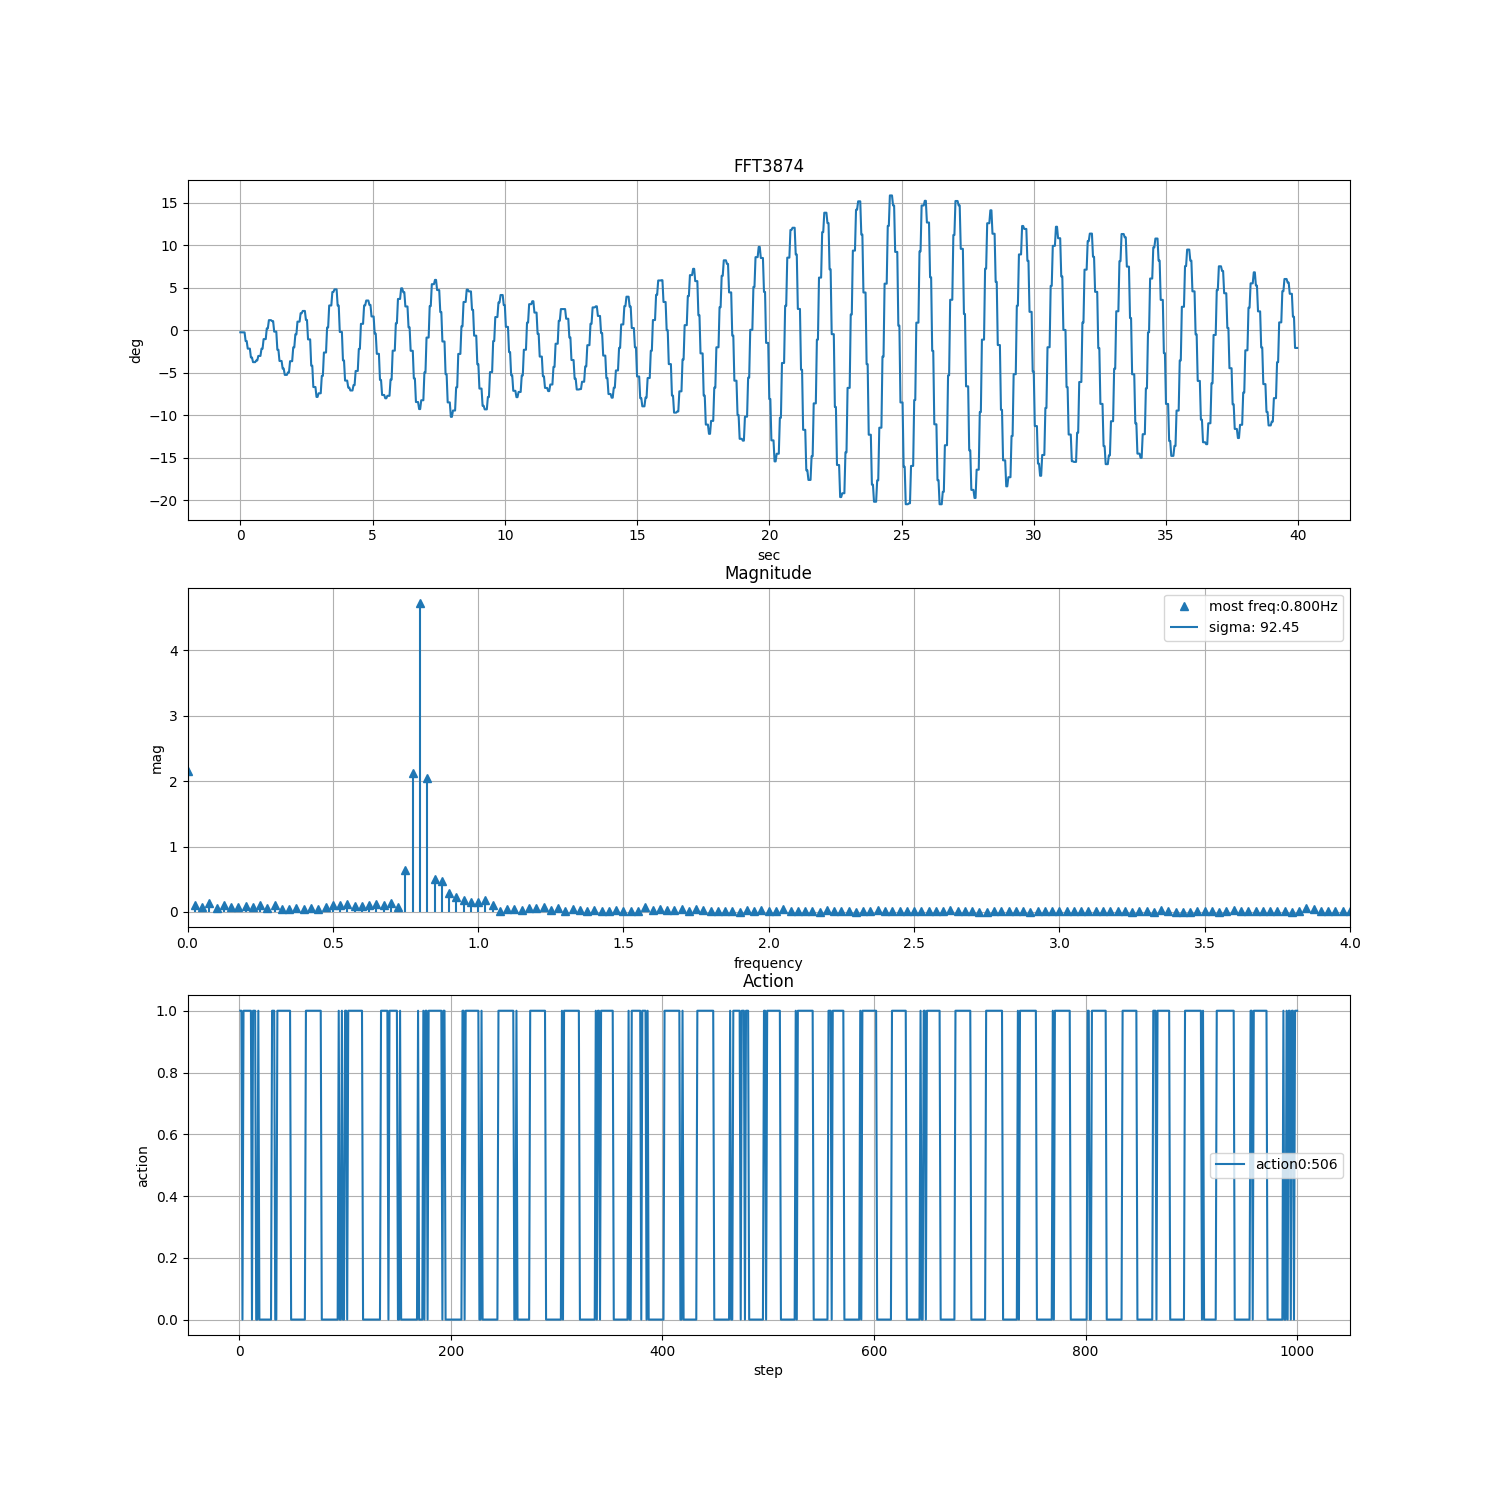 FFT3874
15
10
5
0
−5
−10
−15
−20
deg
0 5 10 15 20 25 30 35 40
sec
Magnitude
most freq:0.800Hz
sigma: 92.45
4
3
2
1
0
mag
0.0 0.5 1.0 1.5 2.0 2.5 3.0 3.5 4.0
frequency
Action
1.0
0.8
0.6
0.4
0.2
0.0
action
action0:506
0 200 400 600 800 1000
step